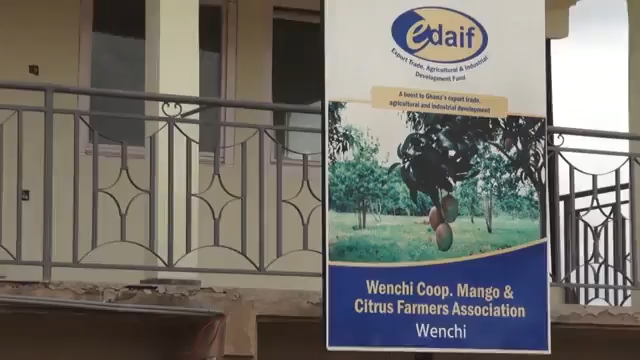 edaif
Export Trade, Agricultural & Industrial
Development Fund
A boost to Ghana's export trade,
agricultural and industrial development
Wenchi Coop. Mango &
Citrus Farmers Association
Wenchi